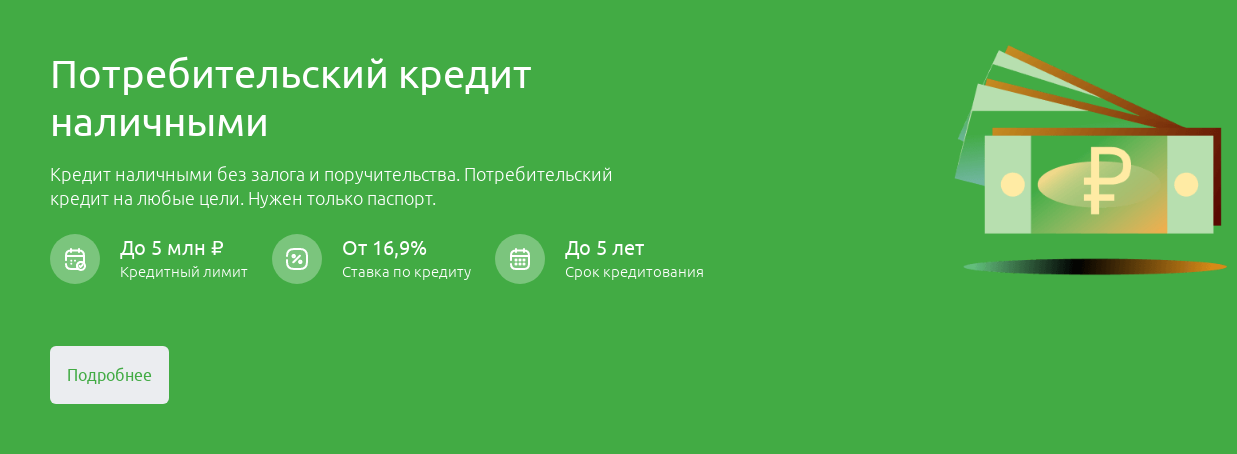 Потребительский кредит
наличными
Кредит наличными без залога и поручительства. Потребительский
кредит на любые цели. Нужен только паспорт.
До 5 млн ₽
Кредитный лимит
От 16,9%
Ставка по кредиту
До 5 лет
Срок кредитования
₽
Подробнее